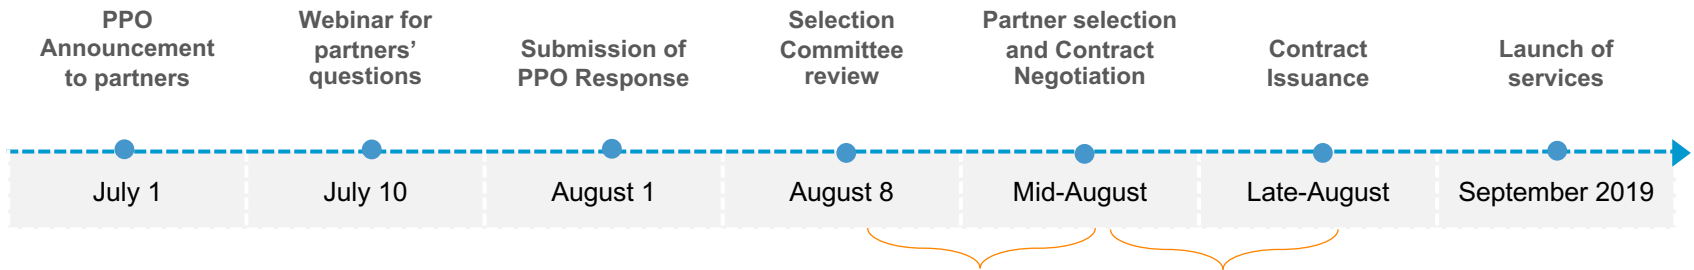 PPO
Announcement
to partners
Webinar for
partners’
questions
Submission of
PPO Response
Selection
Committee
review
Partner selection
and Contract
Negotiation
Contract
Issuance
Launch of
services
July 1
July 10
August 1
August 8
Mid-August
Late-August
September 2019